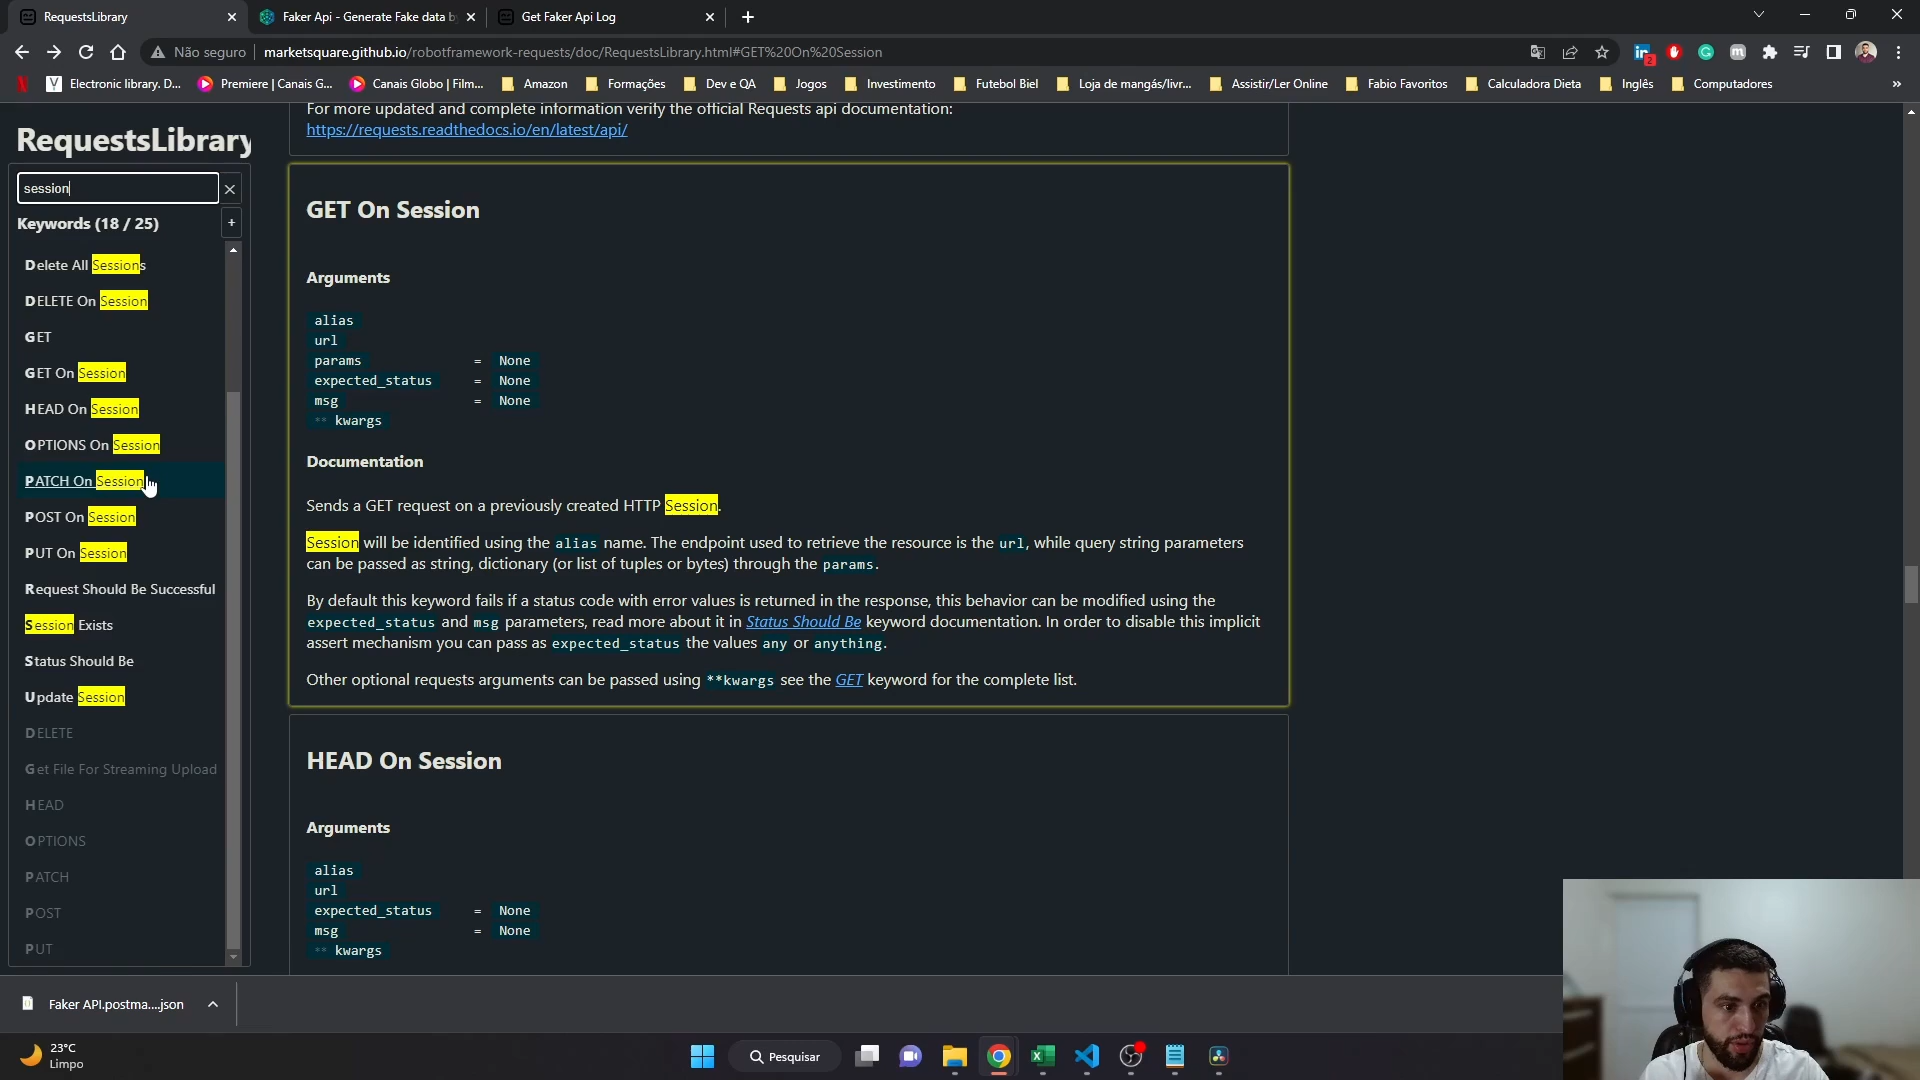 RequestsLibrary
Faker Api - Generate Fake data b
Get Faker Api Log
Não seguro
marketsquare.github.io/robotframework-requests/doc/RequestsLibrary.html#GET%20On%20Session
2
Electronic library. D...
Premiere | Canais G...
Canais Globo | Film...
Amazon
Formações
Dev e QA
Jogos
Investimento
Futebol Biel
Loja de mangás/livr...
Assistir/Ler Online
Fabio Favoritos
Calculadora Dieta
Inglês
Computadores
»
RequestsLibrary
session
Keywords (18 / 25)
+
Delete All Sessions
DELETE On Session
GET
GET On Session
HEAD On Session
OPTIONS On Session
PATCH On Session
POST On Session
PUT On Session
Request Should Be Successful
Session Exists
Status Should Be
Update Session
DELETE
Get File For Streaming Upload
HEAD
OPTIONS
PATCH
POST
PUT
For more updated and complete information verify the official Requests api documentation:
https://requests.readthedocs.io/en/latest/api/
GET On Session
Arguments
alias
url
params = None
expected_status = None
msg = None
** kwargs
Documentation
Sends a GET request on a previously created HTTP Session.
Session will be identified using the alias name. The endpoint used to retrieve the resource is the url, while query string parameters
can be passed as string, dictionary (or list of tuples or bytes) through the params.
By default this keyword fails if a status code with error values is returned in the response, this behavior can be modified using the
expected_status and msg parameters, read more about it in Status Should Be keyword documentation. In order to disable this implicit
assert mechanism you can pass as expected_status the values any or anything.
Other optional requests arguments can be passed using **kwargs see the GET keyword for the complete list.
HEAD On Session
Arguments
alias
url
expected_status = None
msg = None
** kwargs
Faker API.postma....json
23°C
Limpo
Pesquisar